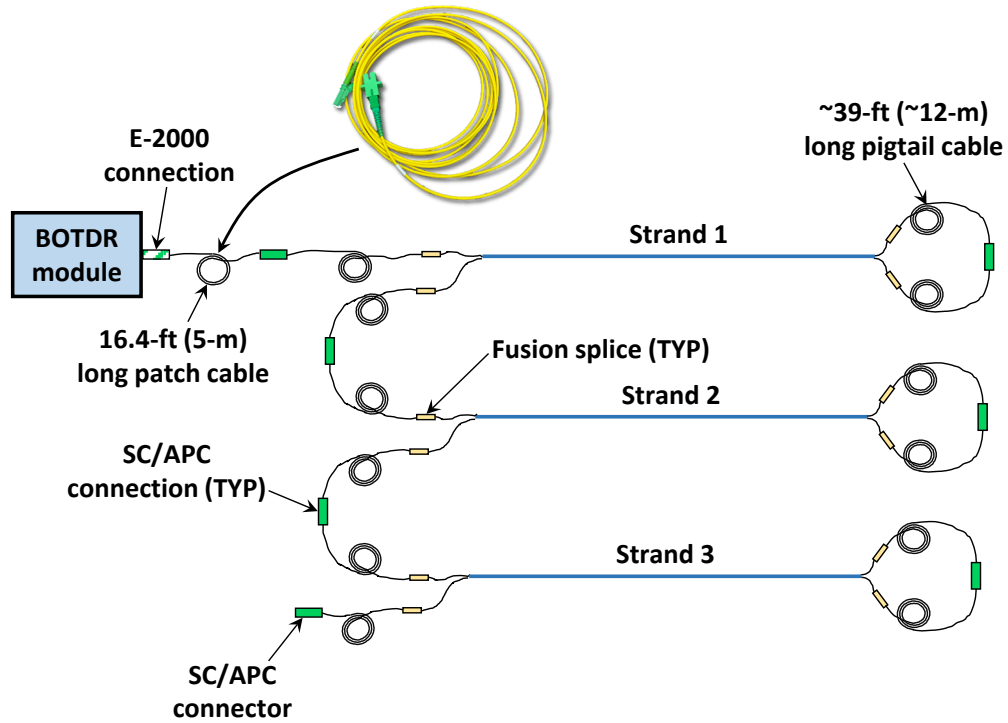 ~39-ft (~12-m)
long pigtail cable
E-2000
connection
BOTDR
module
Strand 1
16.4-ft (5-m)
long patch cable
Fusion splice (TYP)
Strand 2
SC/APC
connection (TYP)
Strand 3
SC/APC
connector